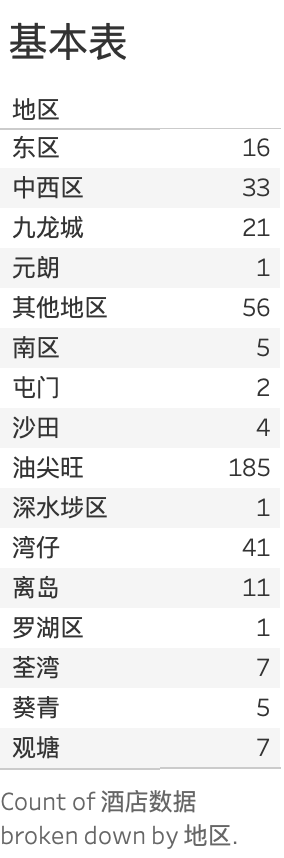 基本表
地区
东区 16
中西区 33
九龙城 21
元朗 1
其他地区 56
南区 5
屯门 2
沙田 4
油尖旺 185
深水埗区 1
湾仔 41
离岛 11
罗湖区 1
荃湾 7
葵青 5
观塘 7
Count of 酒店数据
broken down by 地区.